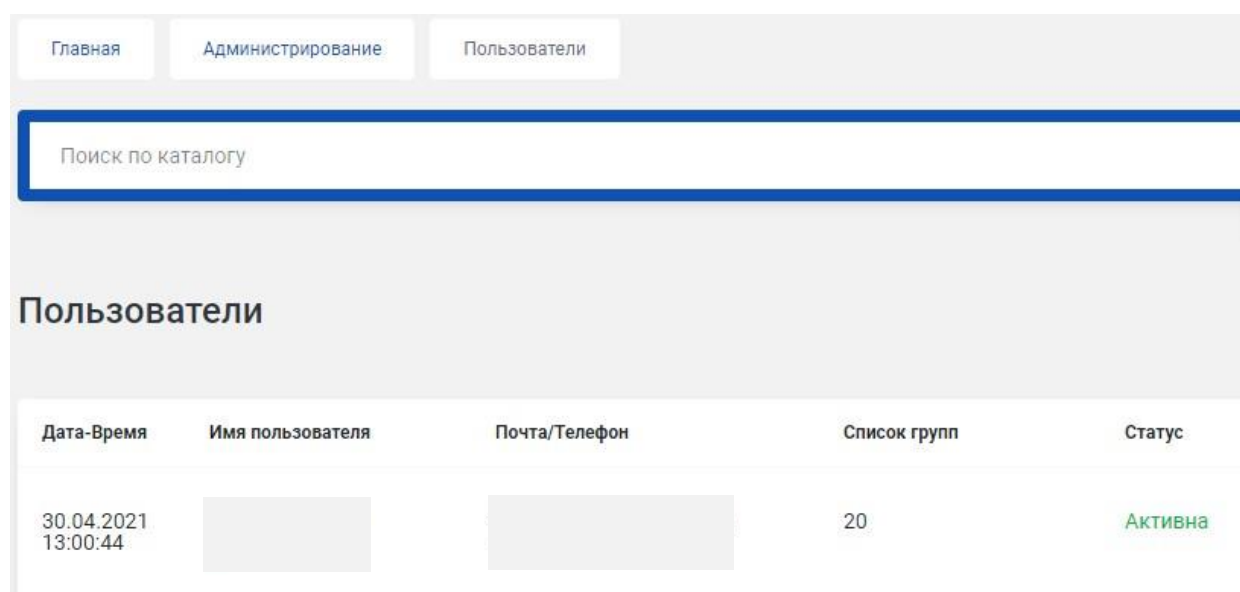 Главная Администрирование Пользователи
Поиск по каталогу
Пользователи
Дата-Время Имя пользователя Почта/Телефон Список групп Статус
30.04.2021 20 Активна
13:00:44